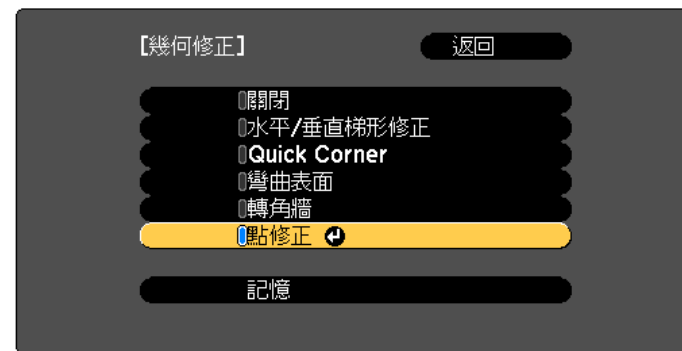 [幾何修正] 返回
關閉
水平/垂直梯形修正
Quick Corner
彎曲表面
轉角牆
點修正
記憶